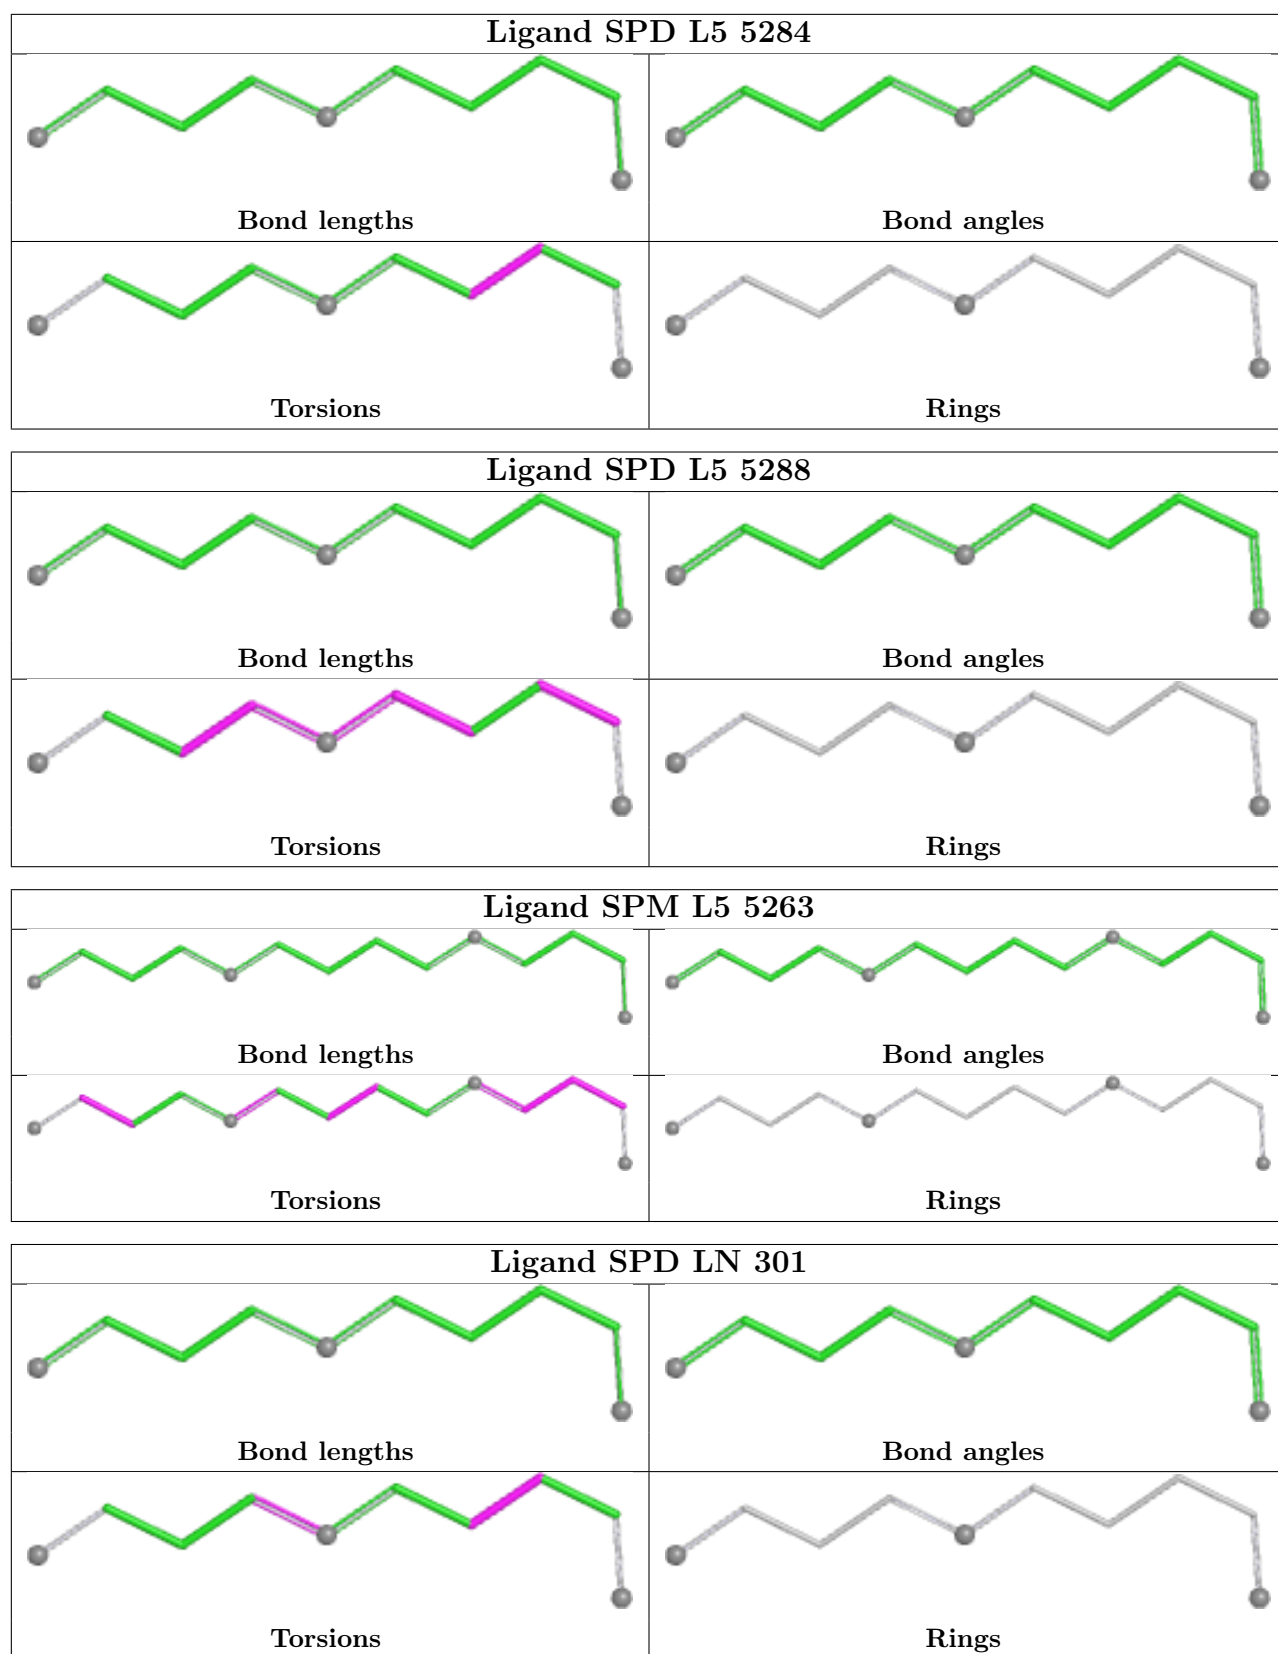 Ligand SPD L5 5284
Bond lengths
Bond angles
Torsions
Rings
Ligand SPD L5 5288
Bond lengths
Bond angles
Torsions
Rings
Ligand SPM L5 5263
Bond lengths
Bond angles
Torsions
Rings
Ligand SPD LN 301
Bond lengths
Bond angles
Torsions
Rings